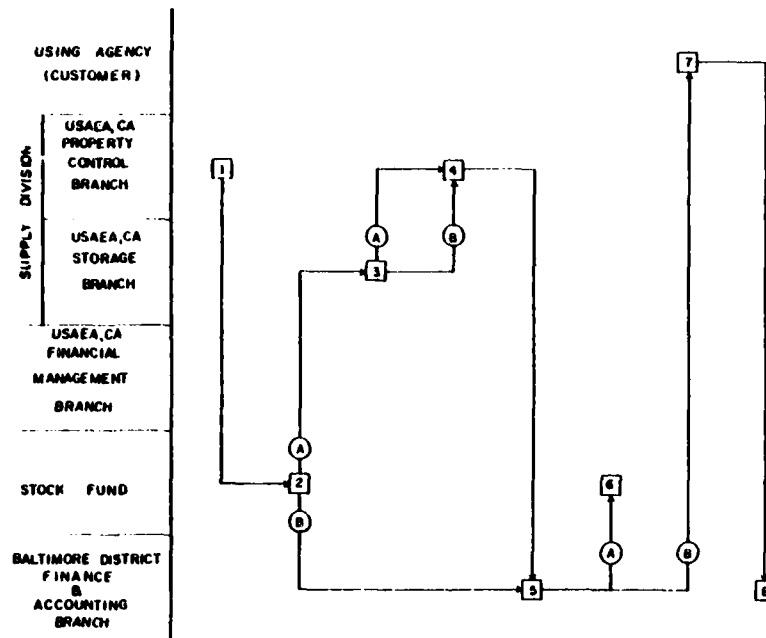 USING AGENCY
(CUSTOMER)
SUPPLY DIVISION
USAEA, CA
PROPERTY
CONTROL
BRANCH
USAEA, CA
STORAGE
BRANCH
USAEA, CA
FINANCIAL
MANAGEMENT
BRANCH
STOCK FUND
BALTIMORE DISTRICT
FINANCE
&
ACCOUNTING
BRANCH
7
1
4
A
B
3
A
2
6
B
A
B
5
8